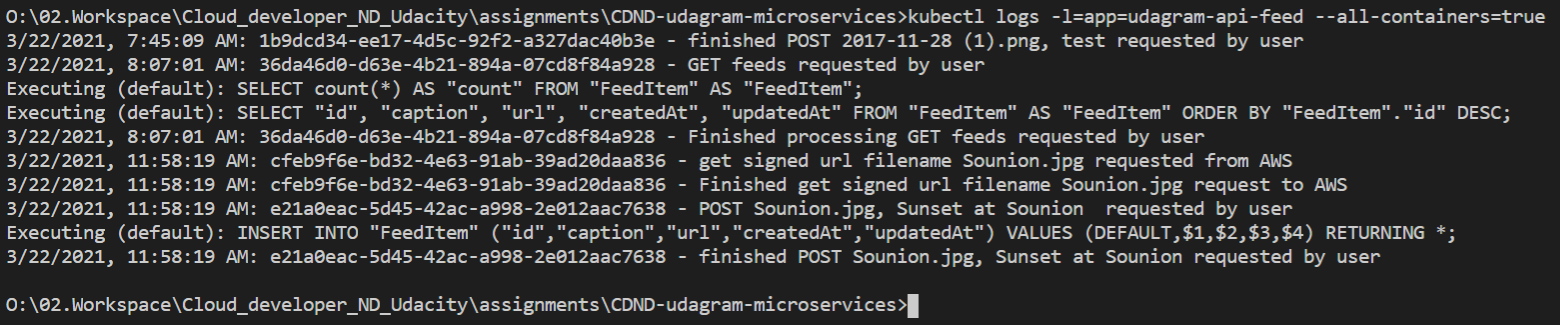 O:\02.Workspace\Cloud_developer_ND_Udacity\assignments\CDND-udagram-microservices>kubectl logs -l=app=udagram-api-feed --all-containers=true
3/22/2021, 7:45:09 AM: 1b9dcd34-ee17-4d5c-92f2-a327dac40b3e - finished POST 2017-11-28 (1).png, test requested by user
3/22/2021, 8:07:01 AM: 36da46d0-d63e-4b21-894a-07cd8f84a928 - GET feeds requested by user
Executing (default): SELECT count(*) AS "count" FROM "FeedItem" AS "FeedItem";
Executing (default): SELECT "id", "caption", "url", "createdAt", "updatedAt" FROM "FeedItem" AS "FeedItem" ORDER BY "FeedItem"."id" DESC;
3/22/2021, 8:07:01 AM: 36da46d0-d63e-4b21-894a-07cd8f84a928 - Finished processing GET feeds requested by user
3/22/2021, 11:58:19 AM: cfeb9f6e-bd32-4e63-91ab-39ad20daa836 - get signed url filename Sounion.jpg requested from AWS
3/22/2021, 11:58:19 AM: cfeb9f6e-bd32-4e63-91ab-39ad20daa836 - Finished get signed url filename Sounion.jpg request to AWS
3/22/2021, 11:58:19 AM: e21a0eac-5d45-42ac-a998-2e012aac7638 - POST Sounion.jpg, Sunset at Sounion  requested by user
Executing (default): INSERT INTO "FeedItem" ("id","caption","url","createdAt","updatedAt") VALUES (DEFAULT,$1,$2,$3,$4) RETURNING *;
3/22/2021, 11:58:19 AM: e21a0eac-5d45-42ac-a998-2e012aac7638 - finished POST Sounion.jpg, Sunset at Sounion requested by user
O:\02.Workspace\Cloud_developer_ND_Udacity\assignments\CDND-udagram-microservices>